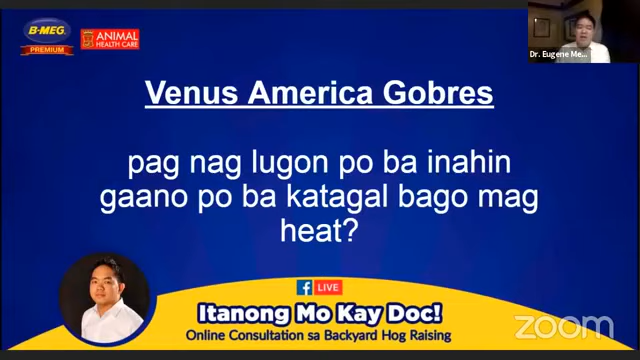 B-MEG
PREMIUM
ANIMAL
HEALTH CARE
Dr. Eugene Me...
Venus America Gobres
pag nag lugon po ba inahin
gaano po ba katagal bago mag
heat?
f LIVE
Itanong Mo Kay Doc!
Online Consultation sa Backyard Hog Raising
zoom